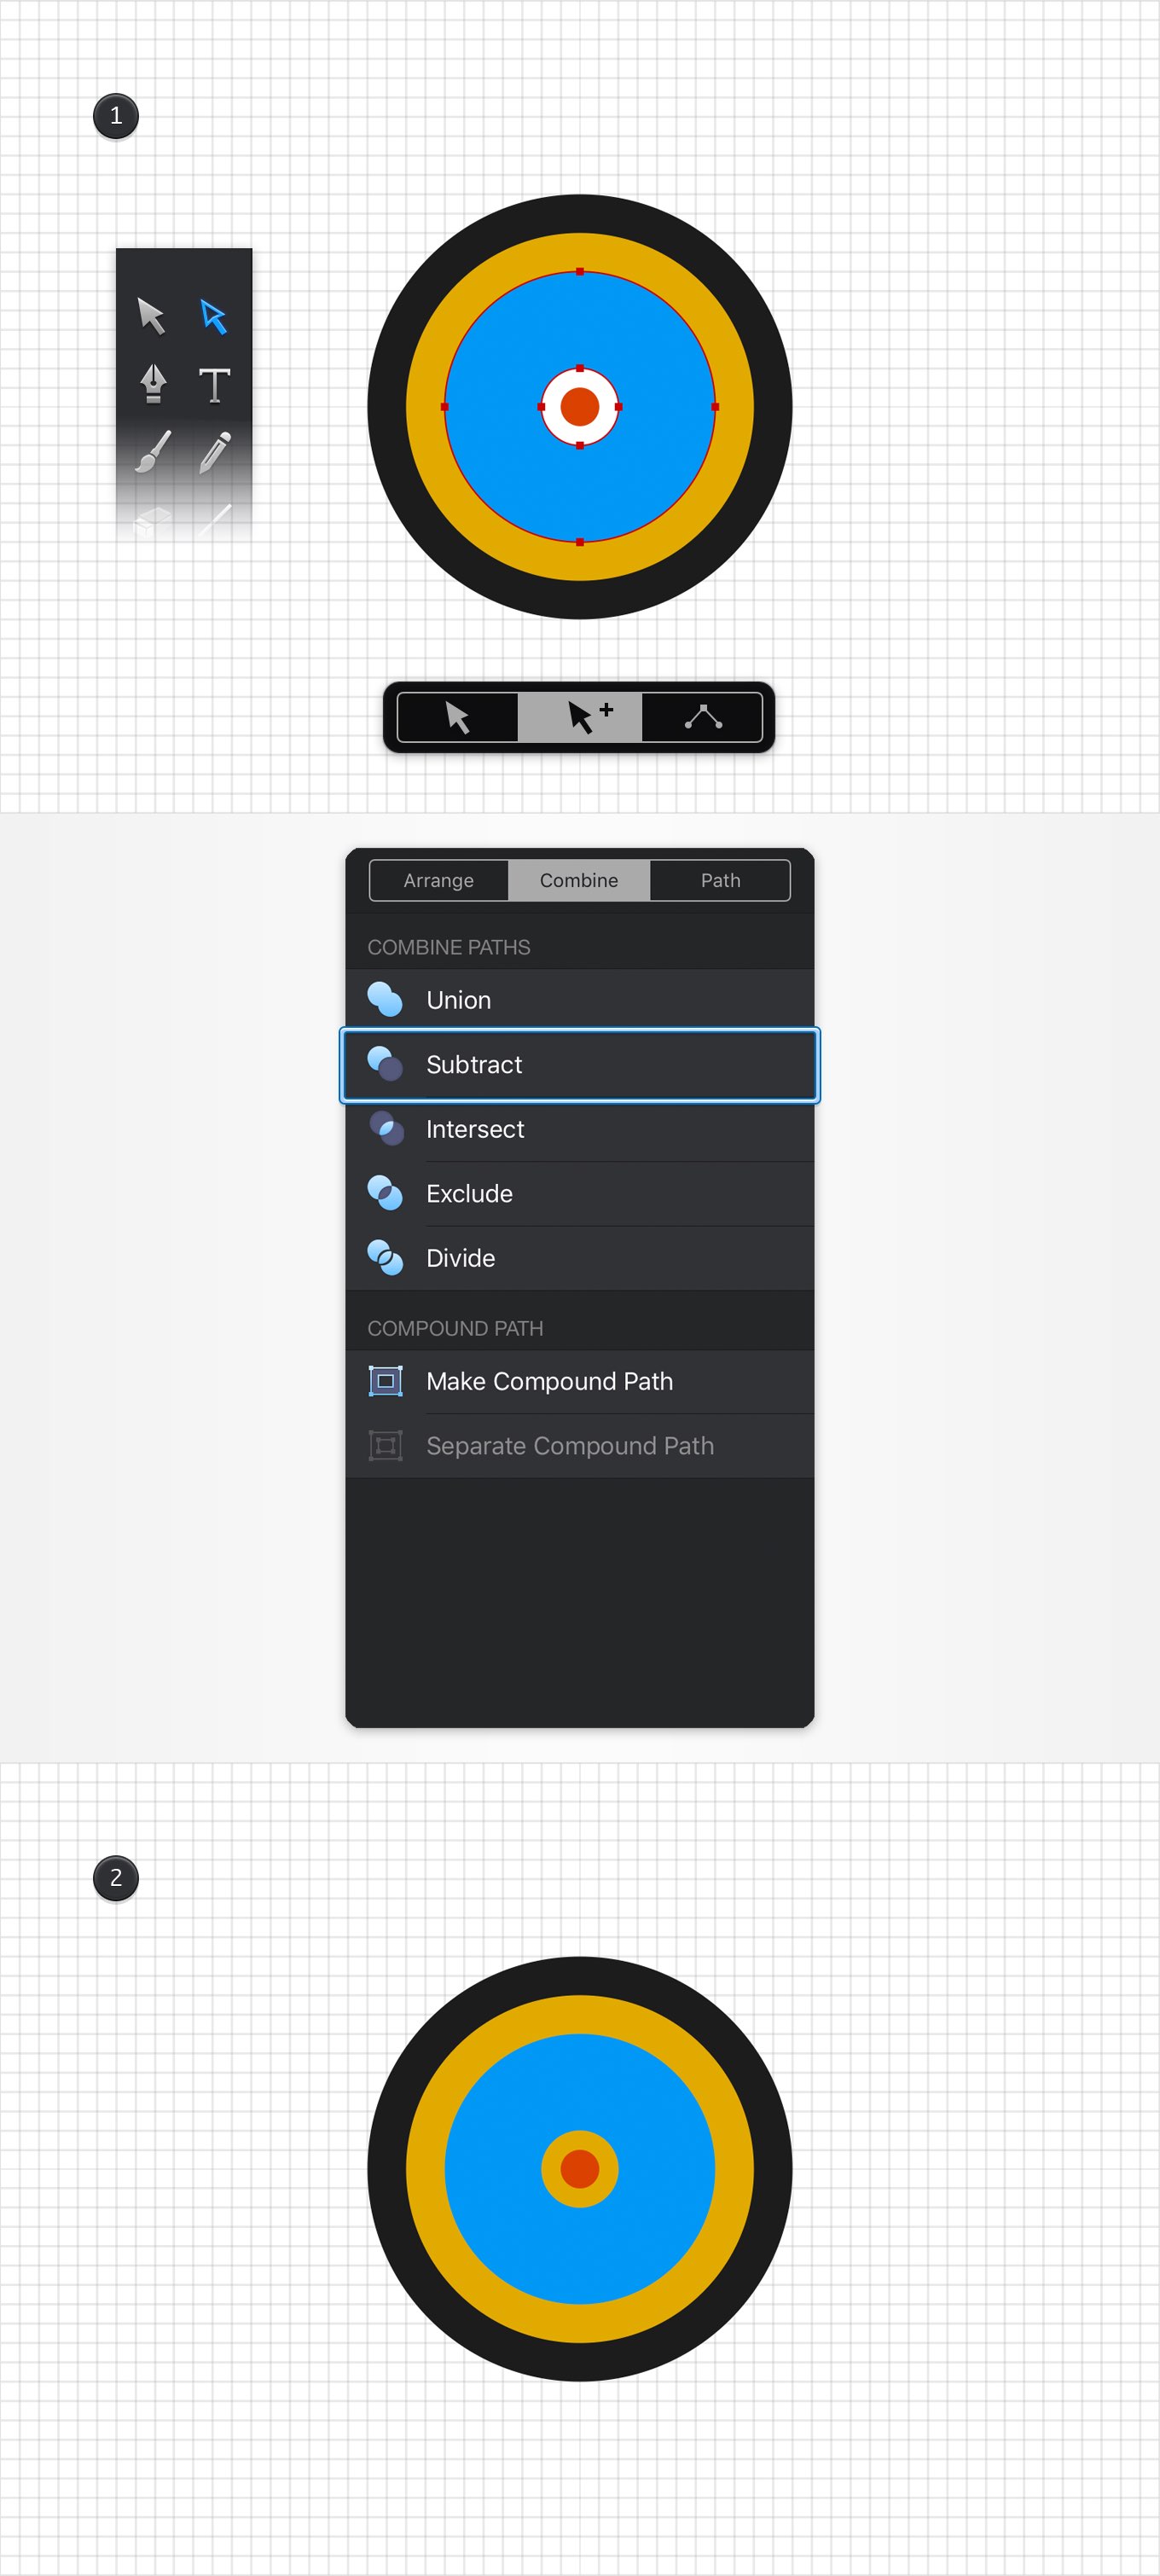 1
Arrange Combine Path
COMBINE PATHS
Union
Subtract
Intersect
Exclude
Divide
COMPOUND PATH
Make Compound Path
Separate Compound Path
2